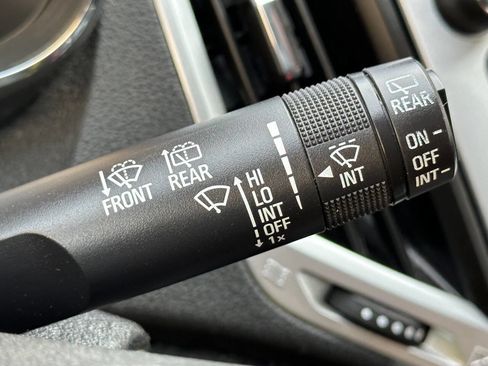 FRONT
REAR
HI
LO
INT
OFF
1x
INT
REAR
ON
OFF
INT